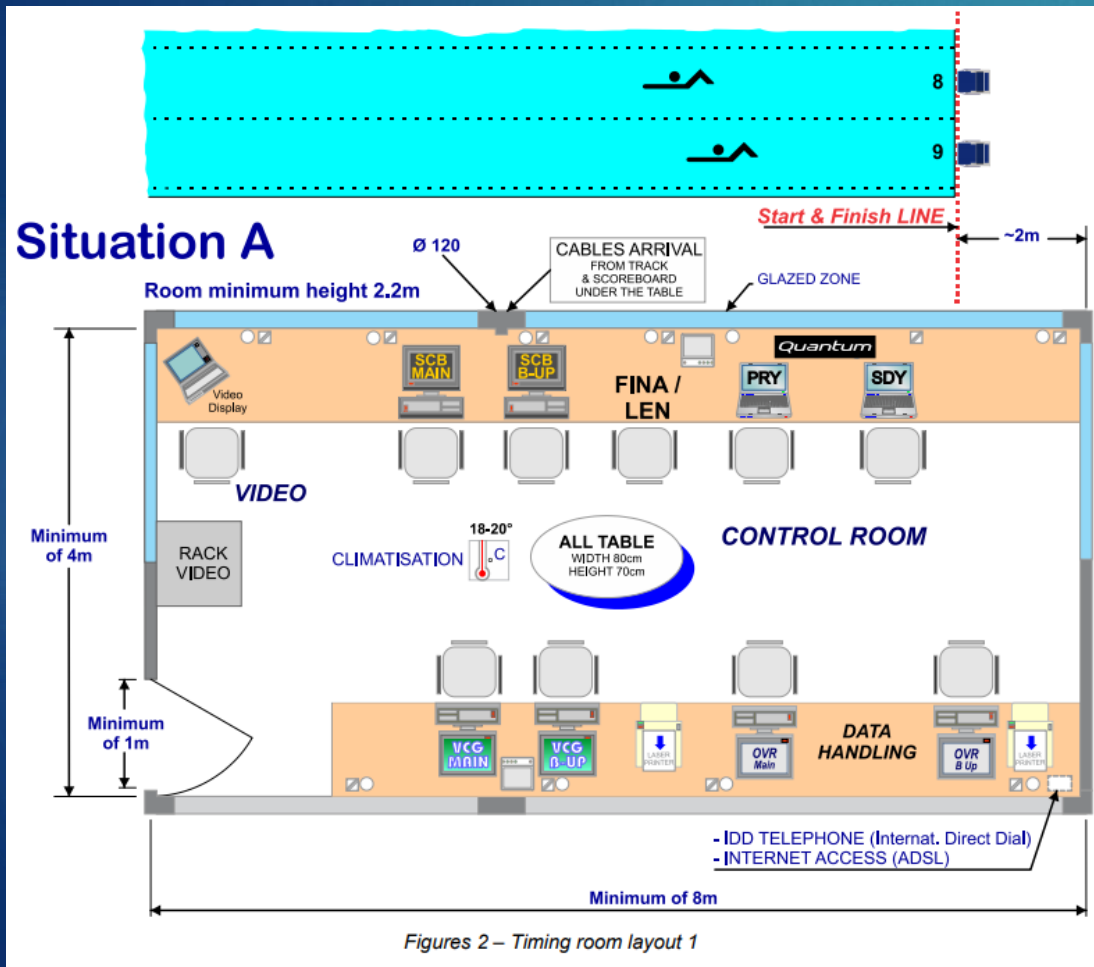 8
9
Start & Finish LINE
~2m
Situation A
Ø 120
CABLES ARRIVAL
FROM TRACK
& SCOREBOARD
UNDER THE TABLE
GLAZED ZONE
Room minimum height 2.2m
Video
Display
SCB
MAIN
SCB
B-UP
FINA /
LEN
Quantum
PRY
SDY
VIDEO
Minimum
of 4m
RACK
VIDEO
CLIMATISATION
18-20°
°C
ALL TABLE
WIDTH 80cm
HEIGHT 70cm
CONTROL ROOM
Minimum
of 1m
VCG
MAIN
VCG
B-UP
LASER
PRINTER
OVR
Main
DATA
HANDLING
OVR
B Up
LASER
PRINTER
- IDD TELEPHONE (Internat. Direct Dial)
- INTERNET ACCESS (ADSL)
Minimum of 8m
Figures 2 – Timing room layout 1